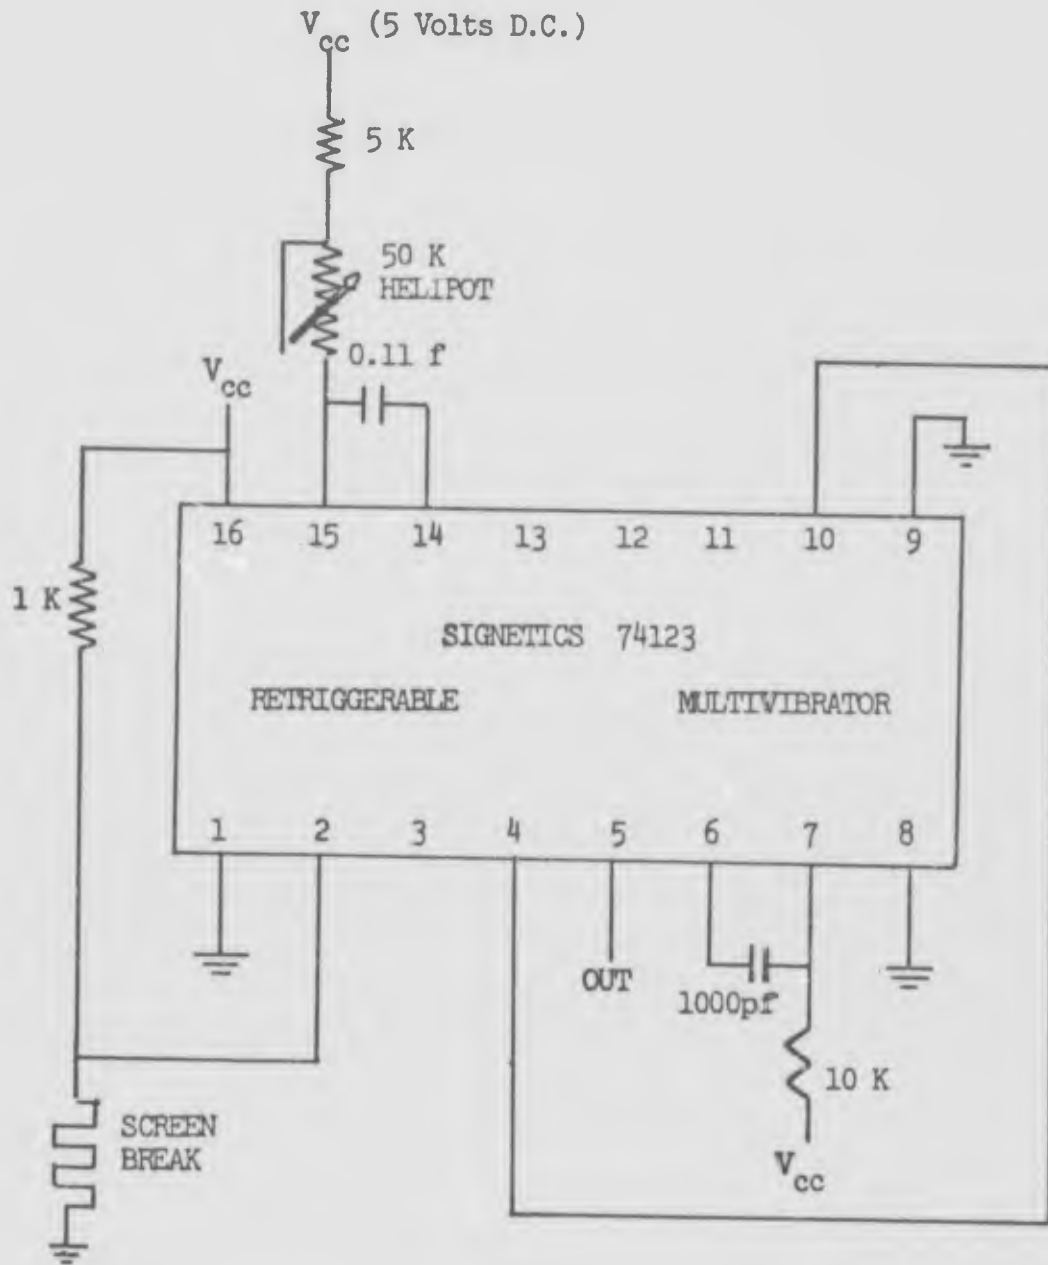 Vcc (5 Volts D.C.)
5 K
50 K
HELIPOT
0.11 f
Vcc
16 15 14 13 12 11 10 9
1 K
SIGNETICS 74123
RETRIGGERABLE MULTIVIBRATOR
1 2 3 4 5 6 7 8
OUT
1000pf
10 K
Vcc
SCREEN
BREAK